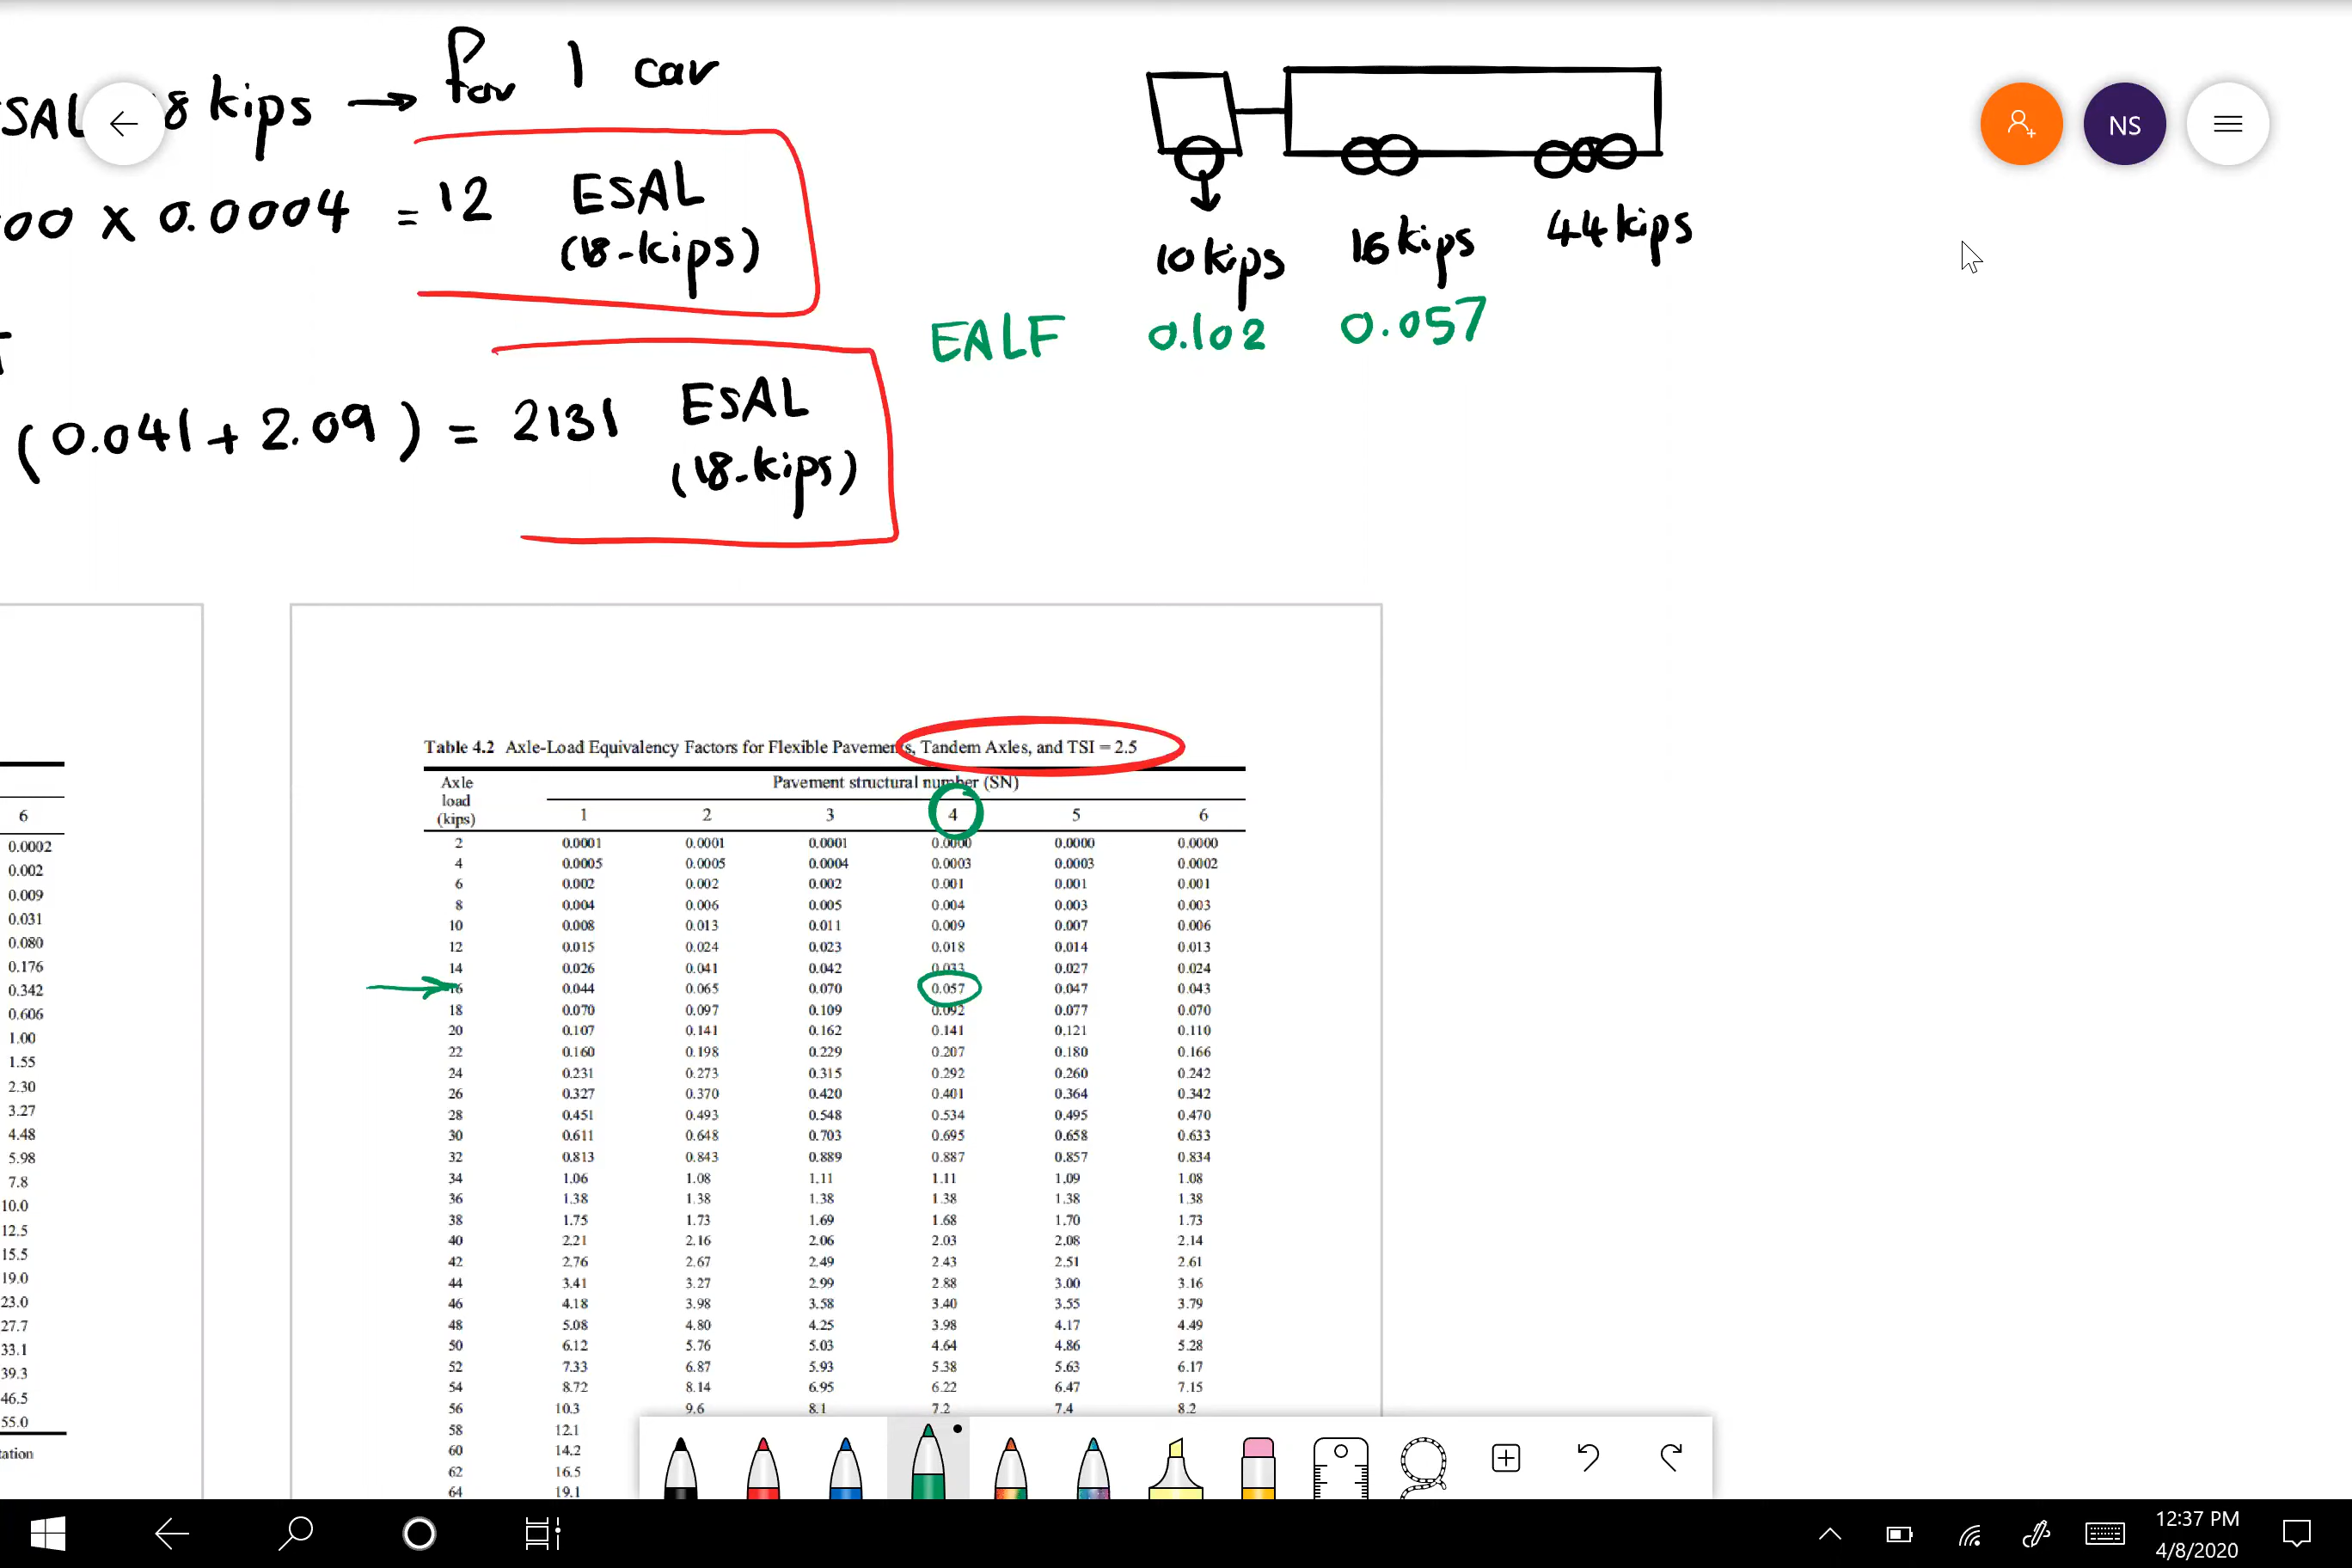 SAL 8 kips → for 1 car
00 x 0.0004 = 12 ESAL
(18-kips)
(0.041 + 2.09) = 2131 ESAL
(18-kips)
10 kips 16 kips 44 kips
EALF 0.102 0.057
NS
6
0.0002
0.002
0.009
0.031
0.080
0.176
0.342
0.606
1.00
1.55
2.30
3.27
4.48
5.98
7.8
10.0
12.5
15.5
19.0
23.0
27.7
33.1
39.3
46.5
55.0
tation
Table 4.2 Axle-Load Equivalency Factors for Flexible Pavements, Tandem Axles, and TSI = 2.5
Axle load (kips) Pavement structural number (SN)
1 2 3 4 5 6
2 0.0001 0.0001 0.0001 0.0000 0.0000 0.0000
4 0.0005 0.0005 0.0004 0.0003 0.0003 0.0002
6 0.002 0.002 0.002 0.001 0.001 0.001
8 0.004 0.006 0.005 0.004 0.003 0.003
10 0.008 0.013 0.011 0.009 0.007 0.006
12 0.015 0.024 0.023 0.018 0.014 0.013
14 0.026 0.041 0.042 0.033 0.027 0.024
16 0.044 0.065 0.070 0.057 0.047 0.043
18 0.070 0.097 0.109 0.092 0.077 0.070
20 0.107 0.141 0.162 0.141 0.121 0.110
22 0.160 0.198 0.229 0.207 0.180 0.166
24 0.231 0.273 0.315 0.292 0.260 0.242
26 0.327 0.370 0.420 0.401 0.364 0.342
28 0.451 0.493 0.548 0.534 0.495 0.470
30 0.611 0.648 0.703 0.695 0.658 0.633
32 0.813 0.843 0.889 0.887 0.857 0.834
34 1.06 1.08 1.11 1.11 1.09 1.08
36 1.38 1.38 1.38 1.38 1.38 1.38
38 1.75 1.73 1.69 1.68 1.70 1.73
40 2.21 2.16 2.06 2.03 2.08 2.14
42 2.76 2.67 2.49 2.43 2.51 2.61
44 3.41 3.27 2.99 2.88 3.00 3.16
46 4.18 3.98 3.58 3.40 3.55 3.79
48 5.08 4.80 4.25 3.98 4.17 4.49
50 6.12 5.76 5.03 4.64 4.86 5.28
52 7.33 6.87 5.93 5.38 5.63 6.17
54 8.72 8.14 6.95 6.22 6.47 7.15
56 10.3 9.6 8.1 7.2 7.4 8.2
58 12.1
60 14.2
62 16.5
64 19.1
12:37 PM
4/8/2020